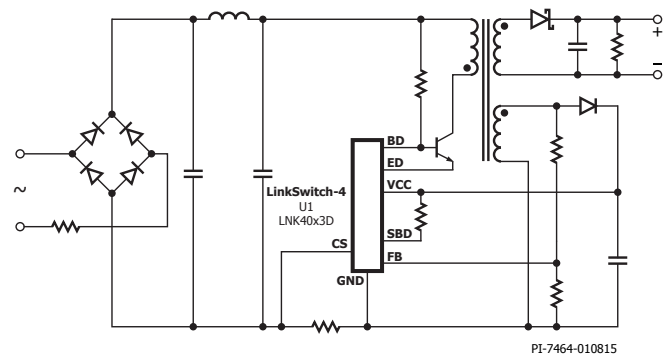 +
–
~
BD
ED
LinkSwitch-4
U1
LNK40x3D
VCC
SBD
CS
FB
GND
PI-7464-010815